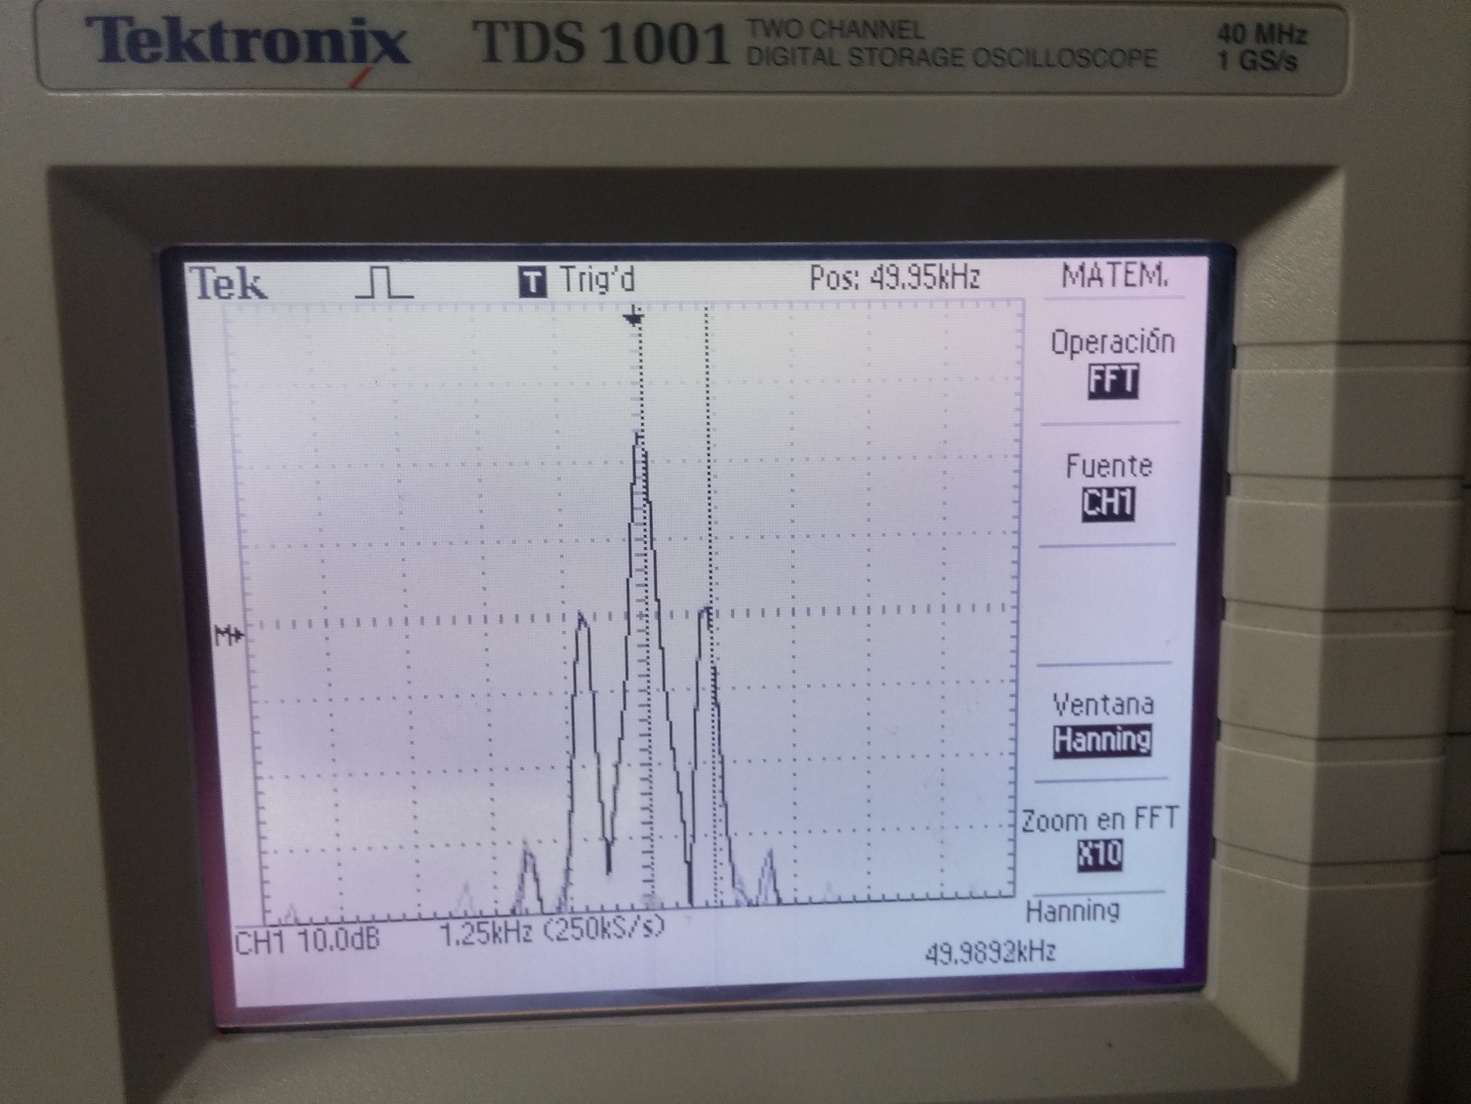 Tektronix TDS 1001 TWO CHANNEL 40 MHz
DIGITAL STORAGE OSCILLOSCOPE 1 GS/s
Tek T Trig'd Pos: 49.95kHz MATEM.
Operación
FFT
Fuente
CH1
M
Ventana
Hanning
Zoom en FFT
X10
CH1 10.0dB 1.25kHz (250kS/s) Hanning
49.9892kHz